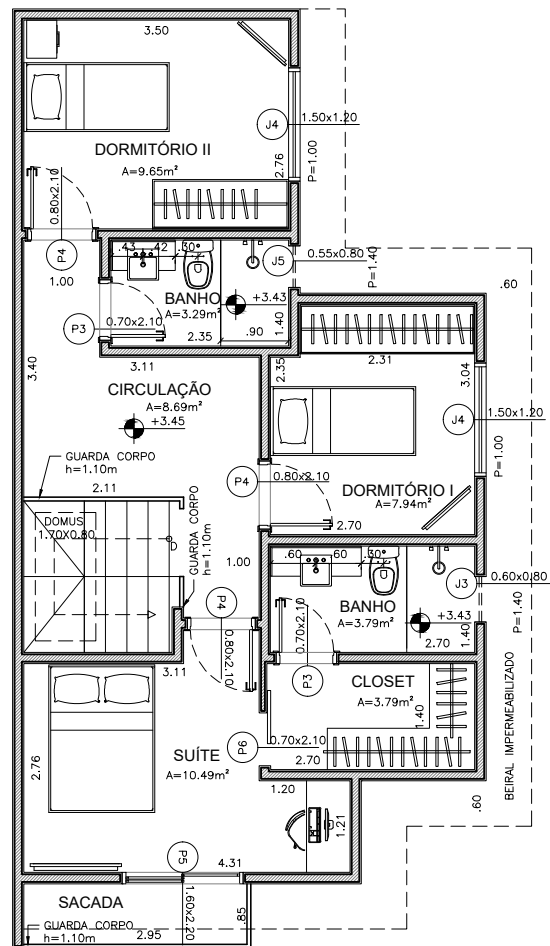 3.50
J4
1.50x1.20
2.76
P=1.00
DORMITÓRIO II
A=9.65m²
0.80x2.10
P4
1.00
.43
.42
.30
J5
0.55x0.80
P=1.40
.60
BANHO
A=3.29m²
+3.43
P3
0.70x2.10
2.35
.90
1.40
3.40
3.11
2.35
2.31
3.04
CIRCULAÇÃO
A=8.69m²
+3.45
J4
1.50x1.20
P=1.00
GUARDA CORPO
h=1.10m
P4
0.80x2.10
DORMITÓRIO I
A=7.94m²
2.11
2.70
DOMUS
1.70X0.80
GUARDA CORPO
h=1.10m
1.00
.60
.60
.30
J3
0.60x0.80
P=1.40
BANHO
A=3.79m²
+3.43
P4
0.80x2.10
0.70x2.10
2.70
1.40
3.11
P3
CLOSET
A=3.79m²
1.40
SUÍTE
A=10.49m²
P6
0.70x2.10
2.70
2.76
1.20
1.21
BEIRAL IMPERMEABILIZADO
.60
P5
4.31
SACADA
1.60x2.20
.85
GUARDA CORPO
h=1.10m
2.95